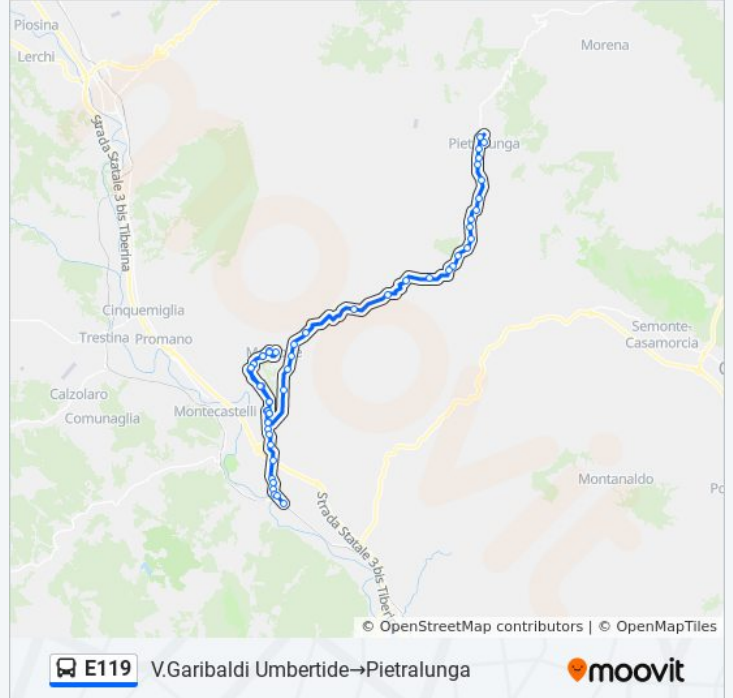 Piosina
Lerchi
Morena
Strada Statale 3 bis Tiberina
Cinquemiglia
Trestina
Promano
Calzolaro
Comunaglia
Montecastelli
Semonte-
Casamorcia
Montanaldo
Strada Statale 3 bis Tiber
moovit
© OpenStreetMap contributors | © OpenMapTiles
E119 V.Garibaldi Umbertide→Pietralunga
moovit